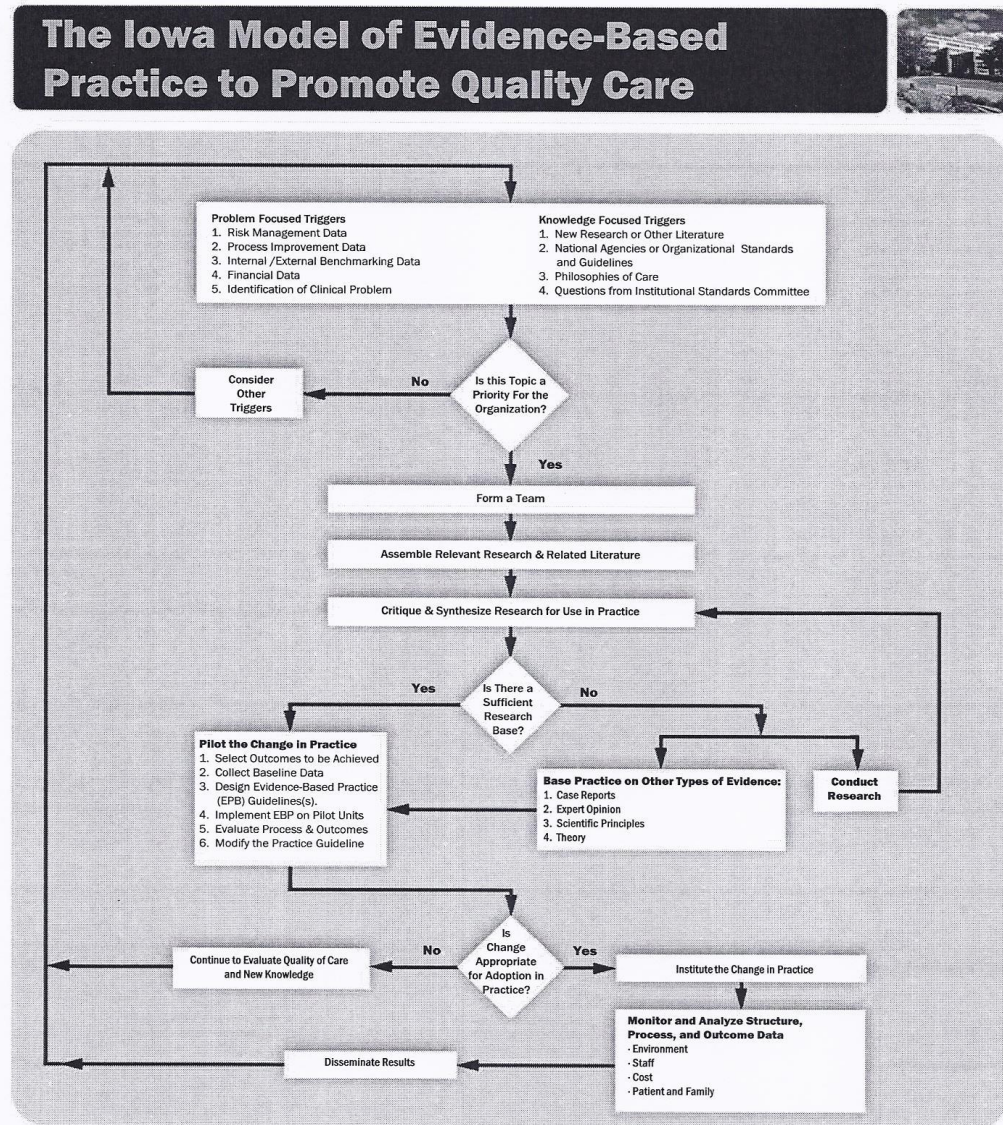 The Iowa Model of Evidence-Based
Practice to Promote Quality Care
Problem Focused Triggers
1. Risk Management Data
2. Process Improvement Data
3. Internal /External Benchmarking Data
4. Financial Data
5. Identification of Clinical Problem
Knowledge Focused Triggers
1. New Research or Other Literature
2. National Agencies or Organizational Standards
and Guidelines
3. Philosophies of Care
4. Questions from Institutional Standards Committee
Is this Topic a
Priority For the
Organization?
No
Consider
Other
Triggers
Yes
Form a Team
Assemble Relevant Research & Related Literature
Critique & Synthesize Research for Use in Practice
Is There a
Sufficient
Research
Base?
Yes
No
Pilot the Change in Practice
1. Select Outcomes to be Achieved
2. Collect Baseline Data
3. Design Evidence-Based Practice
(EPB) Guidelines(s).
4. Implement EBP on Pilot Units
5. Evaluate Process & Outcomes
6. Modify the Practice Guideline
Base Practice on Other Types of Evidence:
1. Case Reports
2. Expert Opinion
3. Scientific Principles
4. Theory
Conduct
Research
Is
Change
Appropriate
for Adoption in
Practice?
No
Yes
Continue to Evaluate Quality of Care
and New Knowledge
Institute the Change in Practice
Monitor and Analyze Structure,
Process, and Outcome Data
· Environment
· Staff
· Cost
· Patient and Family
Disseminate Results